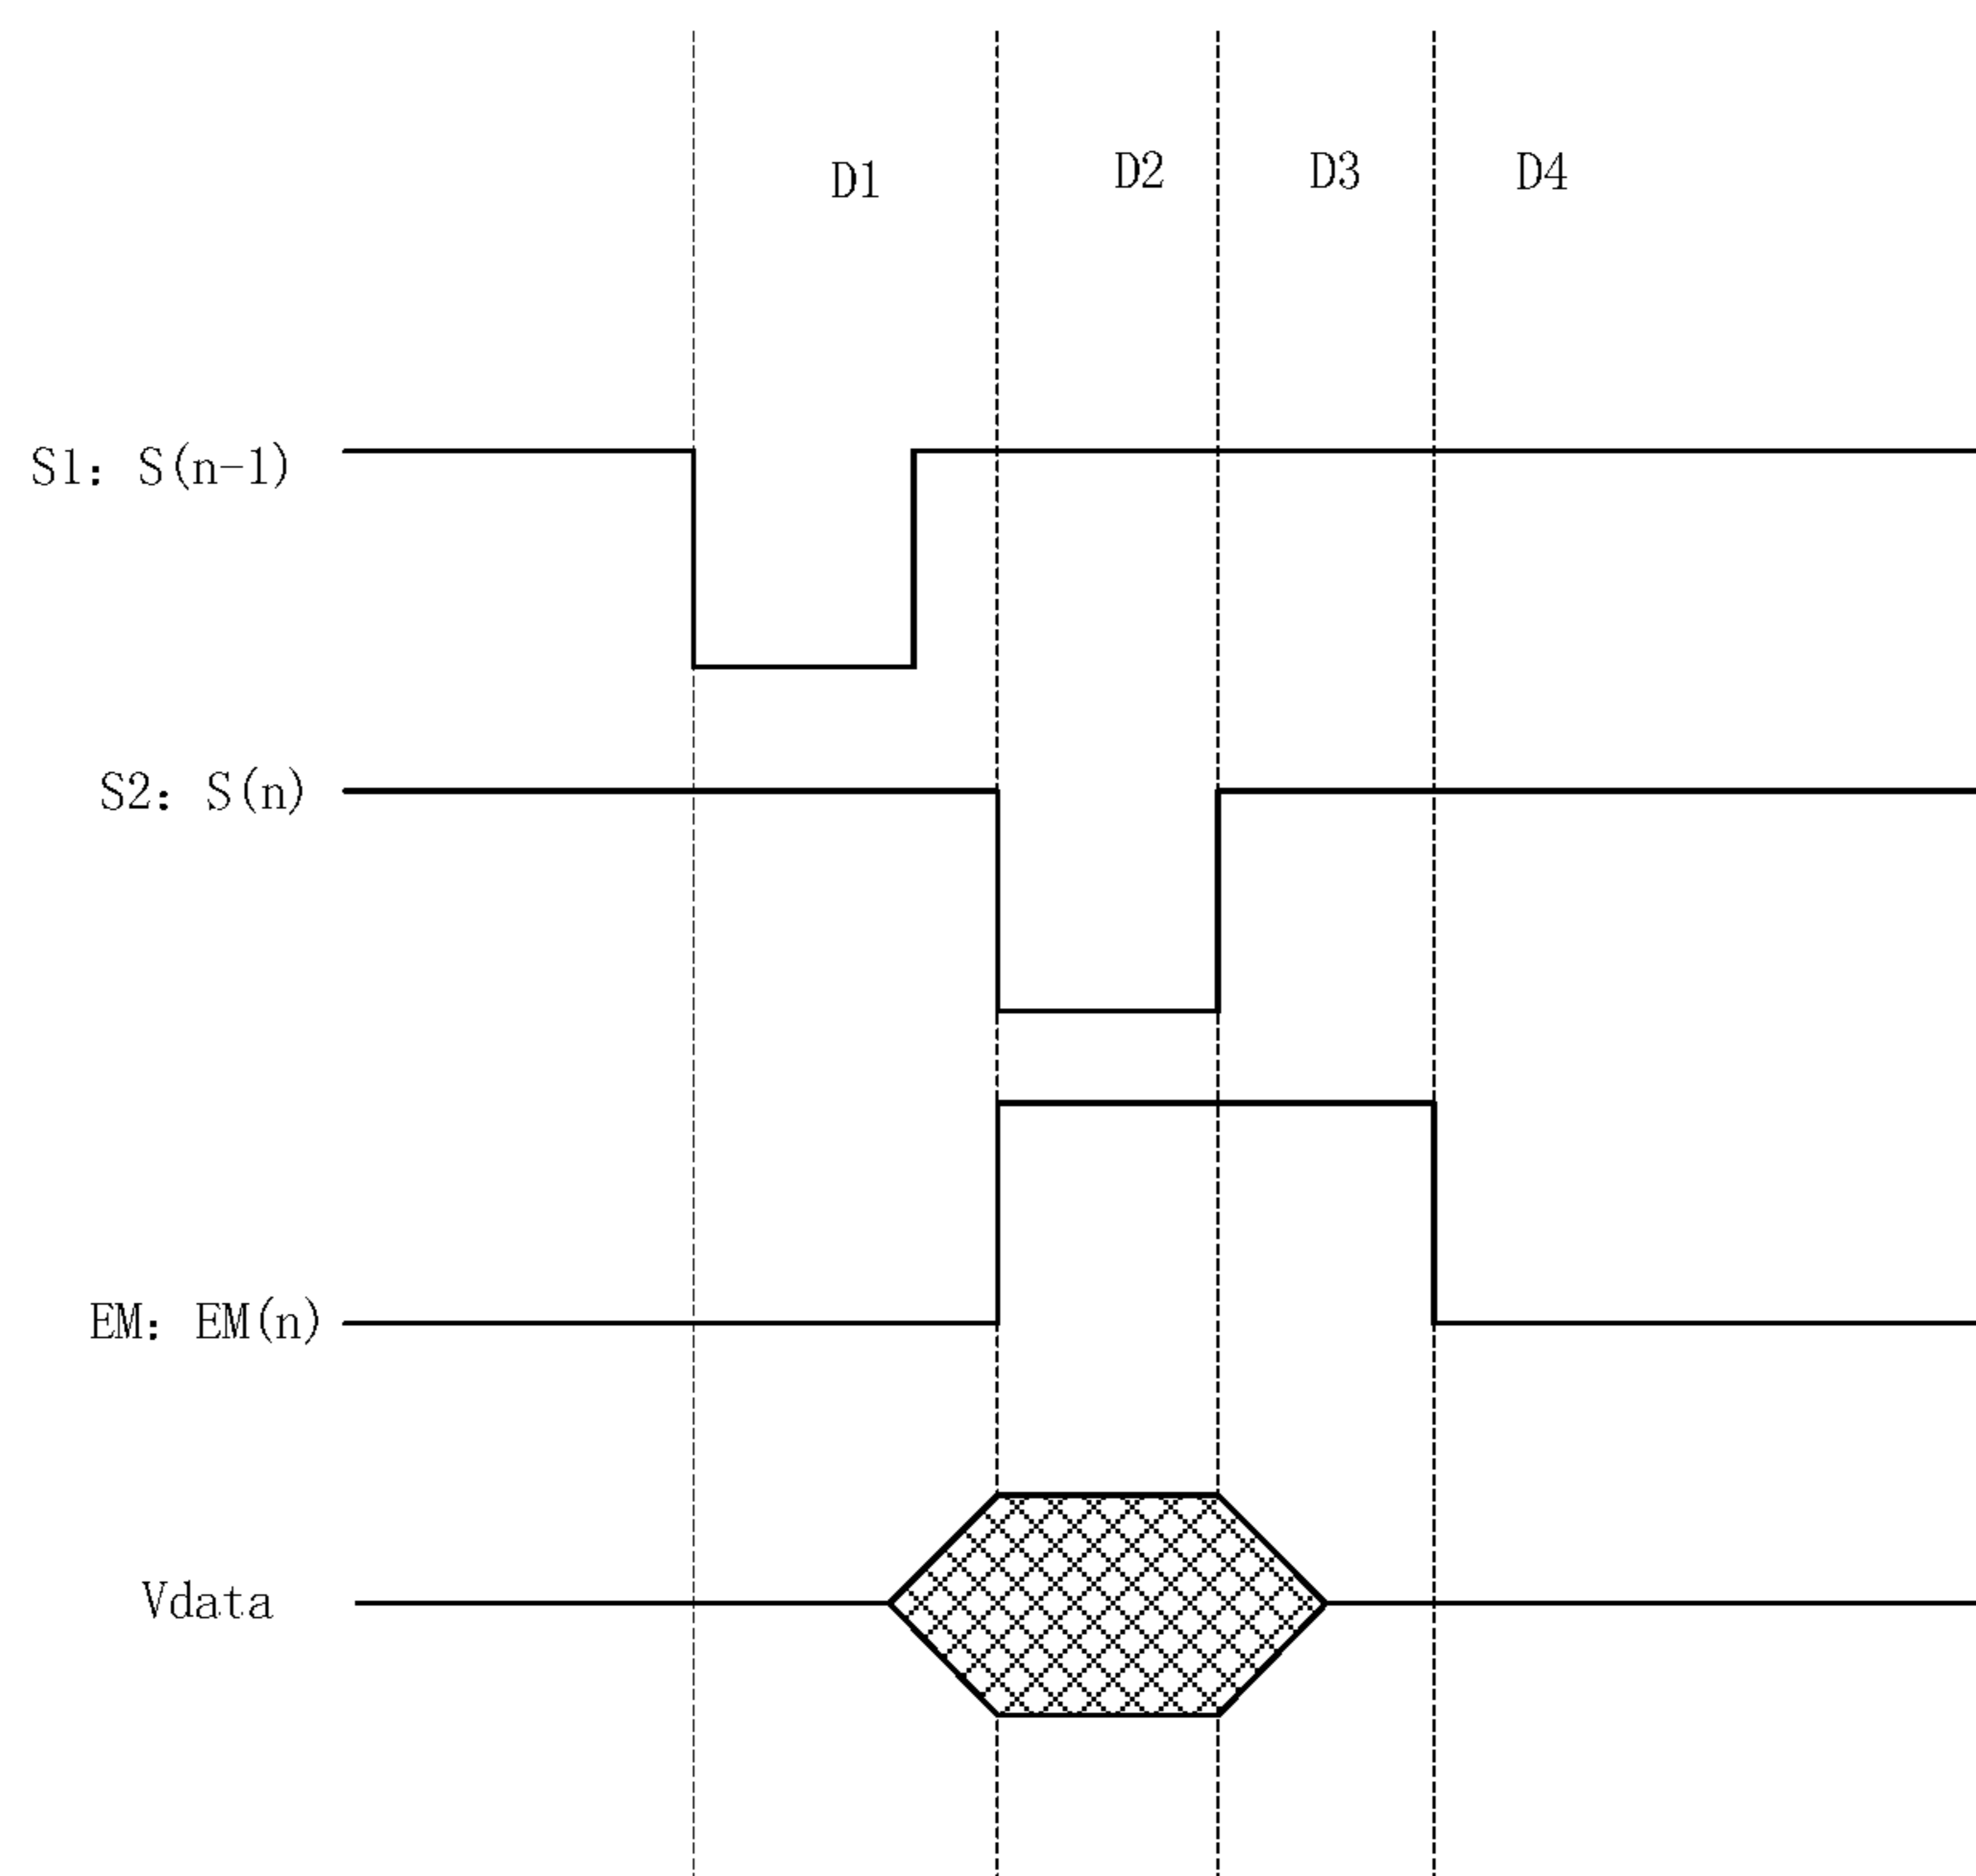 D1 D2 D3 D4
S1: S(n-1)
S2: S(n)
EM: EM(n)
Vdata